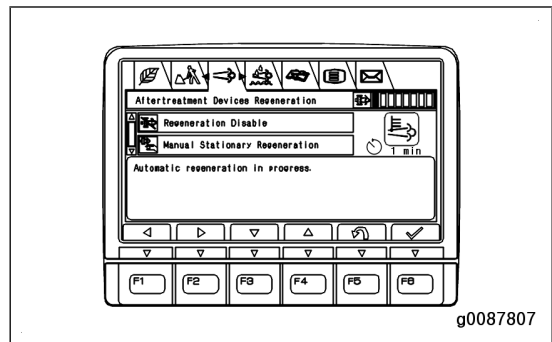 Aftertreatment Devices Regeneration
Regeneration Disable
Manual Stationary Regeneration
1 min
Automatic regeneration in progress.
F1 F2 F3 F4 F5 F6
g0087807